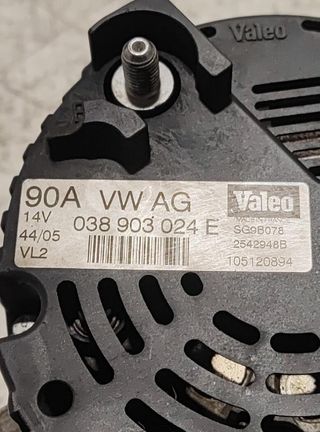 Valeo
90A VW AG
14V
038 903 024 E
44/05
VL2
Valeo
SG9B078
2542948B
105120894